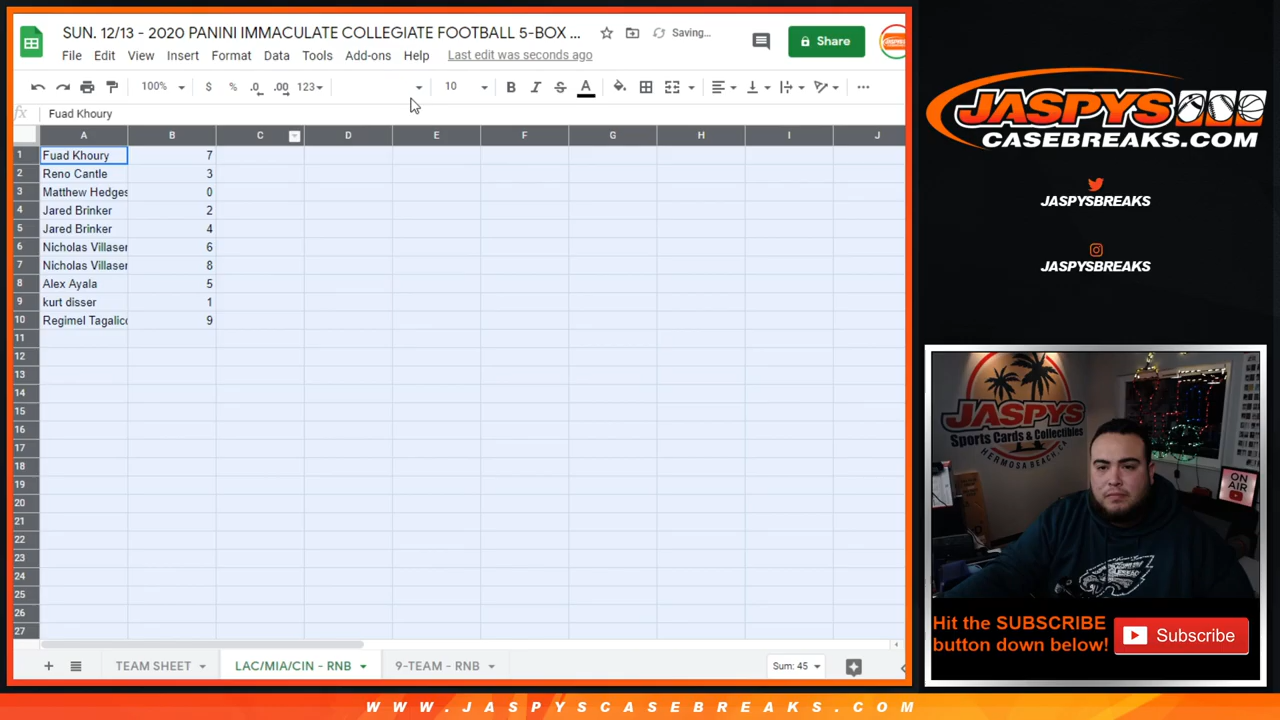 SUN. 12/13 - 2020 PANINI IMMACULATE COLLEGIATE FOOTBALL 5-BOX ...
Saving...
Share
File Edit View Insert Format Data Tools Add-ons Help Last edit was seconds ago
100% $ % .0 .00 123 10 B I S A
fx Fuad Khoury
A B C D E F G H I J
1 Fuad Khoury 7
2 Reno Cantle 3
3 Matthew Hedges 0
4 Jared Brinker 2
5 Jared Brinker 4
6 Nicholas Villaser 6
7 Nicholas Villaser 8
8 Alex Ayala 5
9 kurt disser 1
10 Regimel Tagalico 9
11
12
13
14
15
16
17
18
19
20
21
22
23
24
25
26
27
TEAM SHEET LAC/MIA/CIN - RNB 9-TEAM - RNB Sum: 45
JASPYS
CASEBREAKS.COM
JASPYSBREAKS
JASPYSBREAKS
JASPYS
Sports Cards & Collectibles
HERMOSA BEACH, CA
ON AIR
Hit the SUBSCRIBE
button down below!
Subscribe
WWW.JASPYSCASEBREAKS.COM